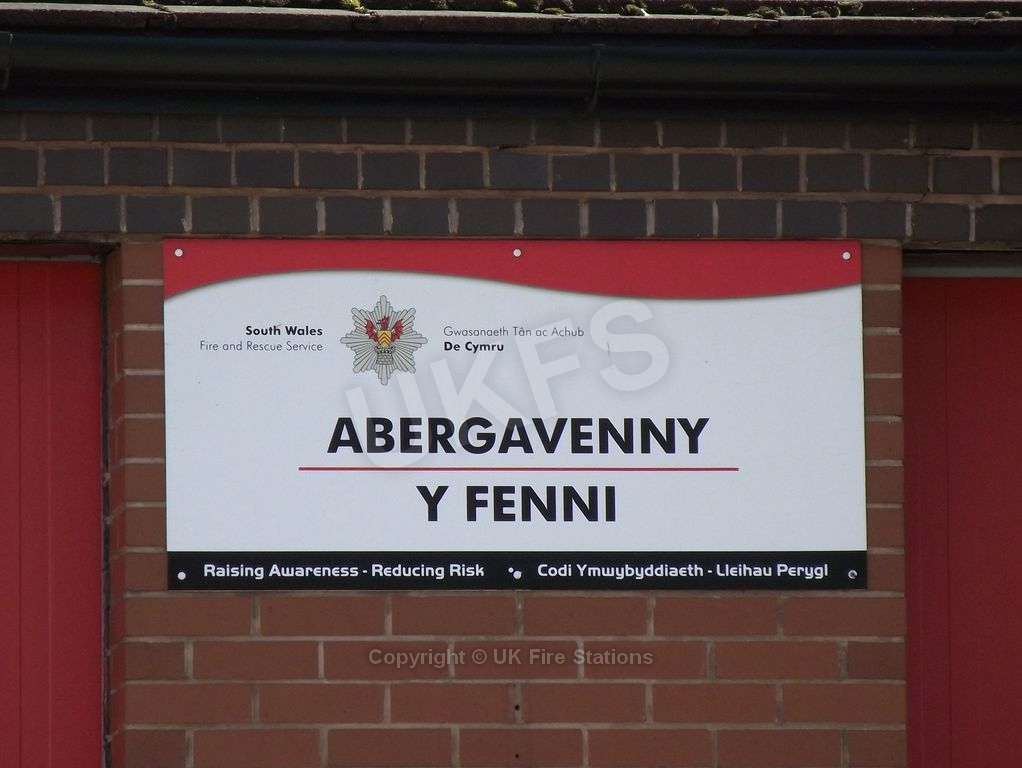 South Wales
Fire and Rescue Service
Gwasanaeth Tân ac Achub
De Cymru
UKFS
ABERGAVENNY
Y FENNI
Raising Awareness - Reducing Risk
Codi Ymwybyddiaeth - Lleihau Perygl
Copyright © UK Fire Stations